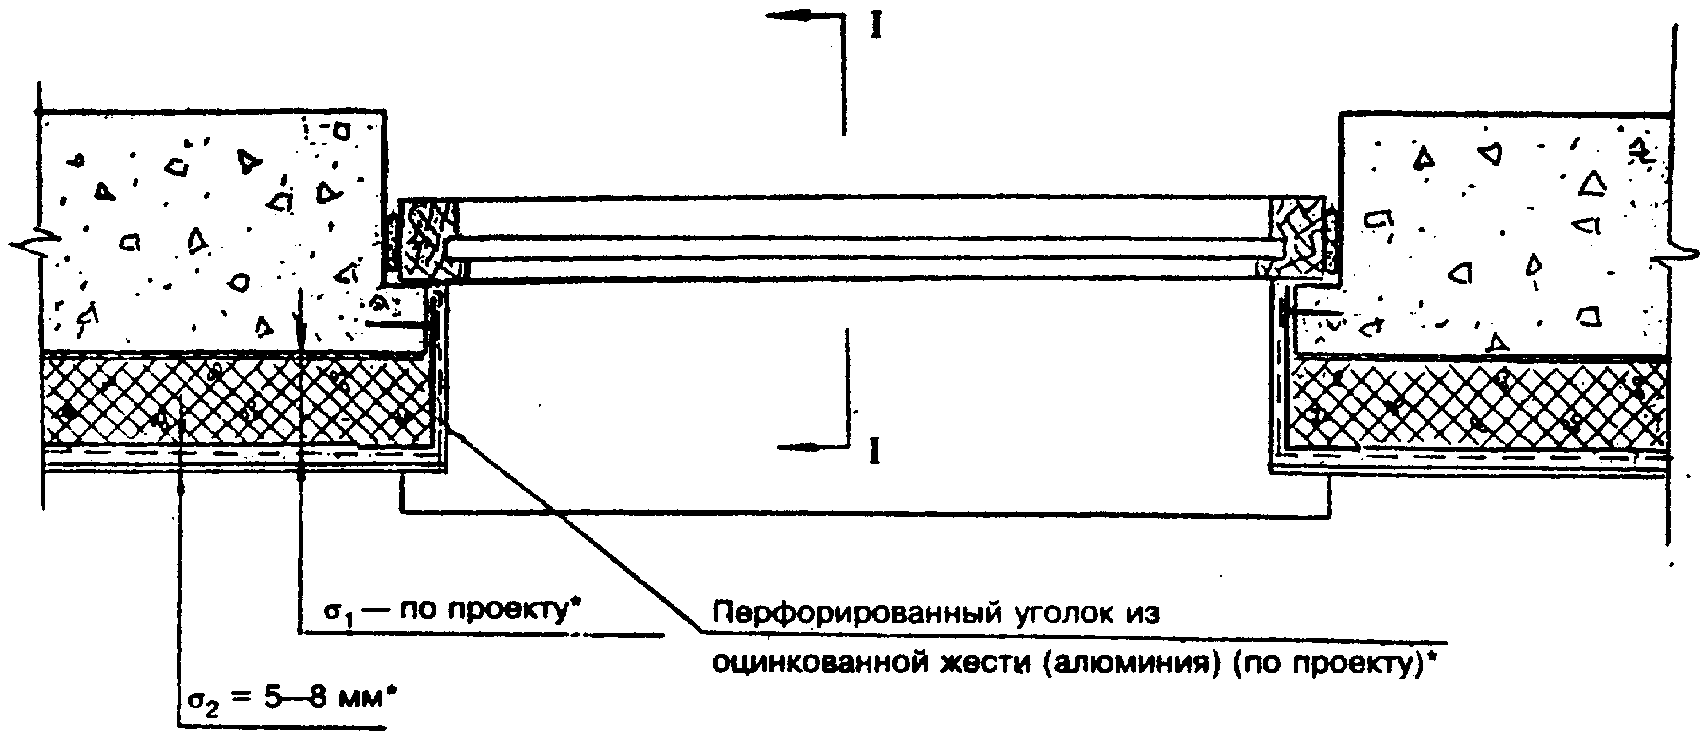 I
I
σ₁ — по проекту*
Перфорированный уголок из
оцинкованной жести (алюминия) (по проекту)*
σ₂ = 5—8 мм*